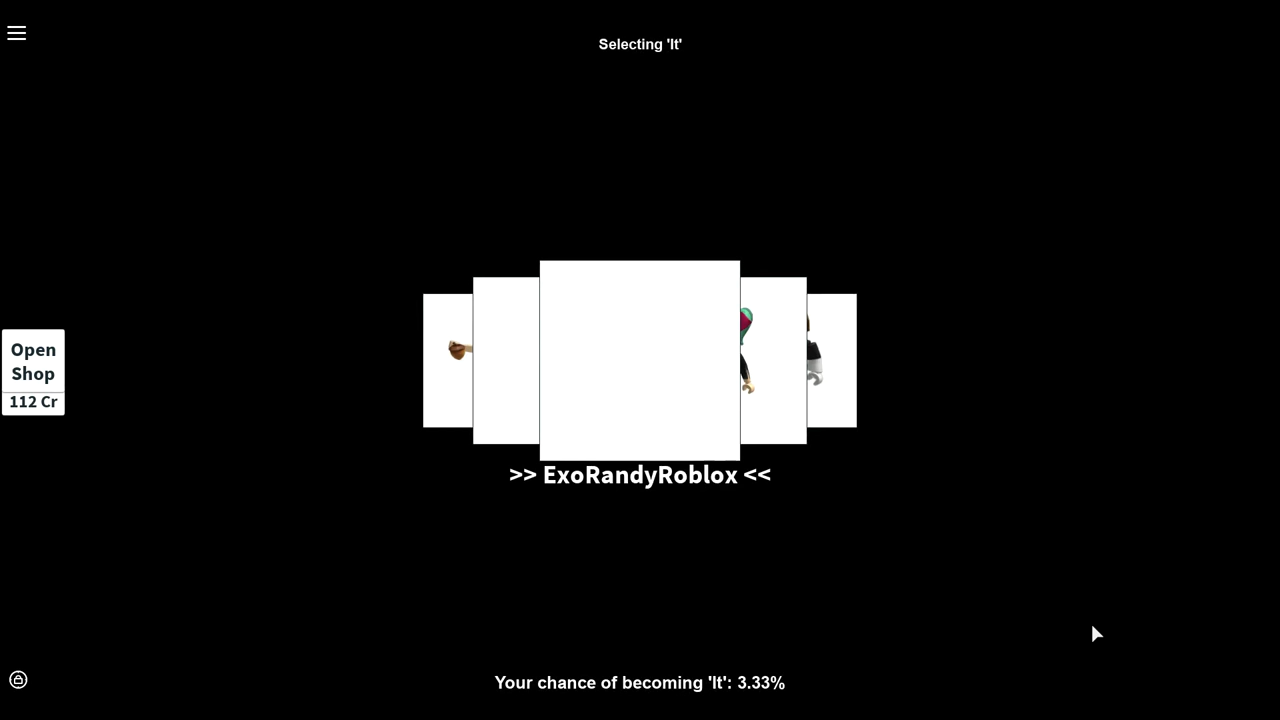 Selecting 'It'
Open
Shop
112 Cr
>> ExoRandyRoblox <<
Your chance of becoming 'It': 3.33%